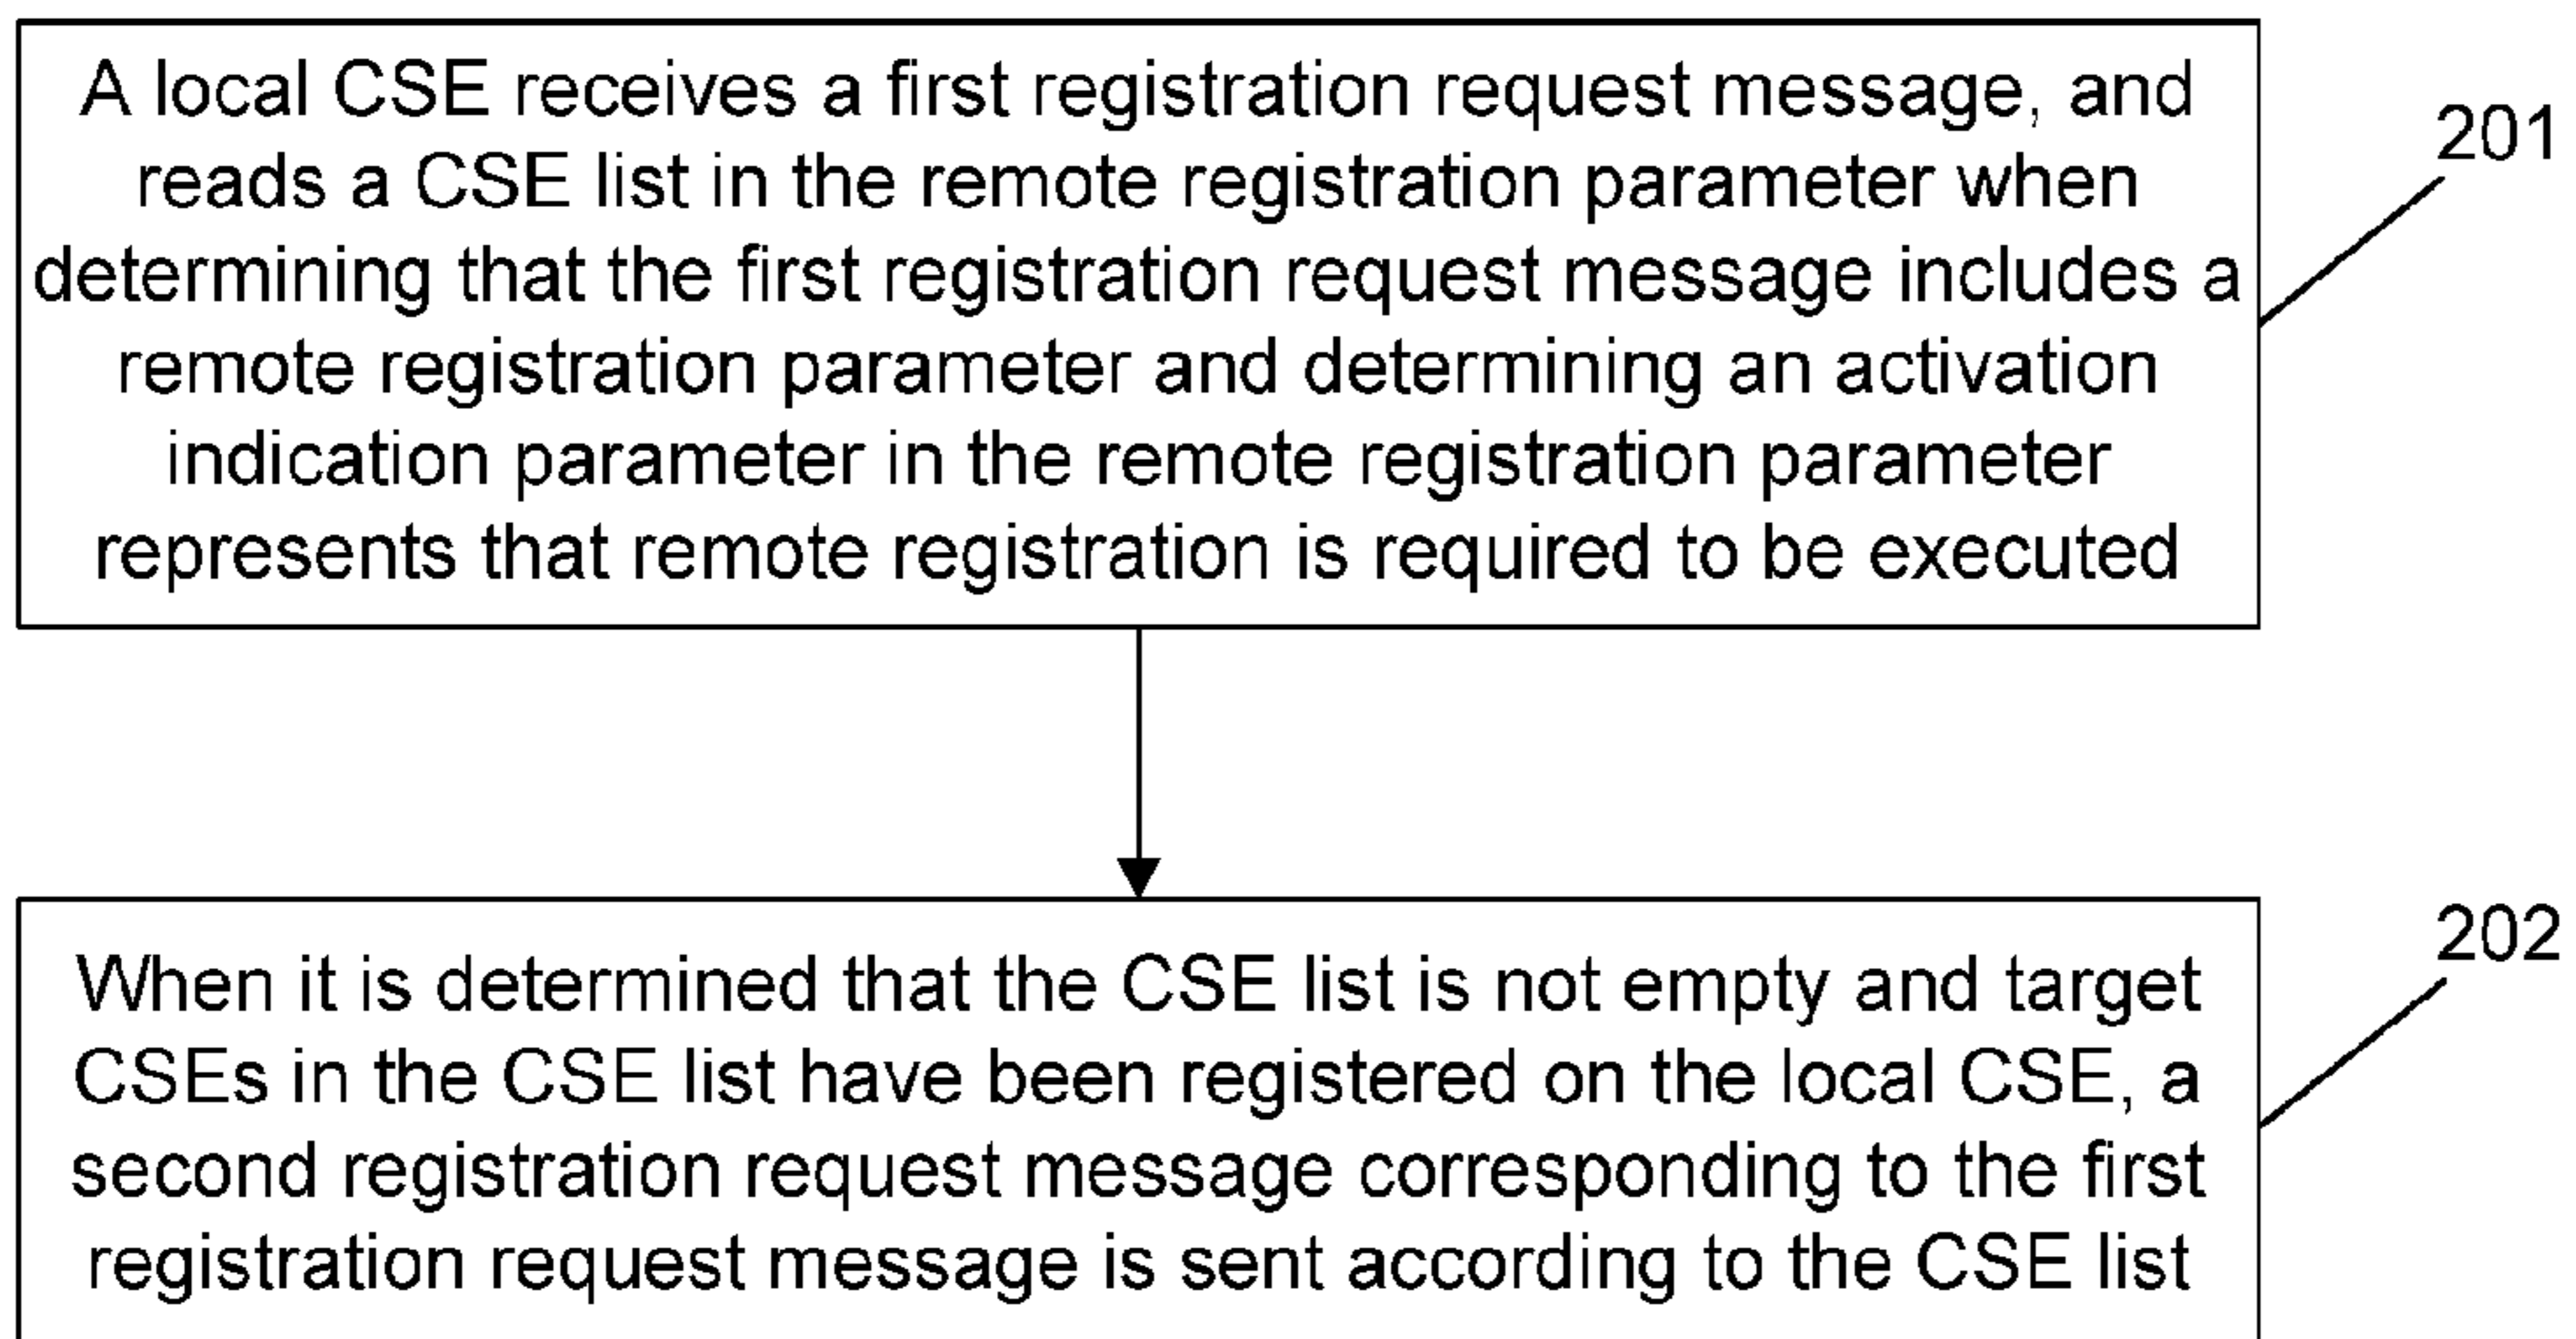 A local CSE receives a first registration request message, and
reads a CSE list in the remote registration parameter when
determining that the first registration request message includes a
remote registration parameter and determining an activation
indication parameter in the remote registration parameter
represents that remote registration is required to be executed
201
When it is determined that the CSE list is not empty and target
CSEs in the CSE list have been registered on the local CSE, a
second registration request message corresponding to the first
registration request message is sent according to the CSE list
202